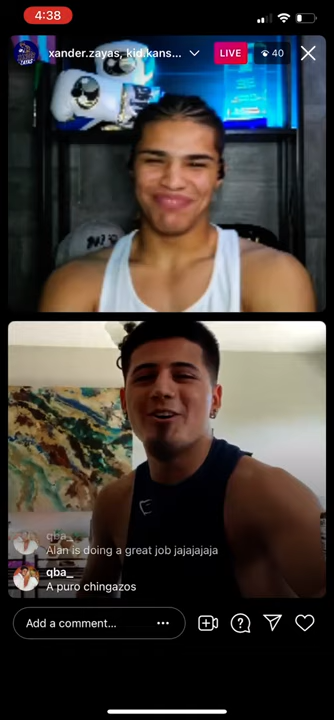 4:38
xander.zayas, kid.kans...
LIVE
40
qba_
Alan is doing a great job jajajajaja
qba_
A puro chingazos
Add a comment...